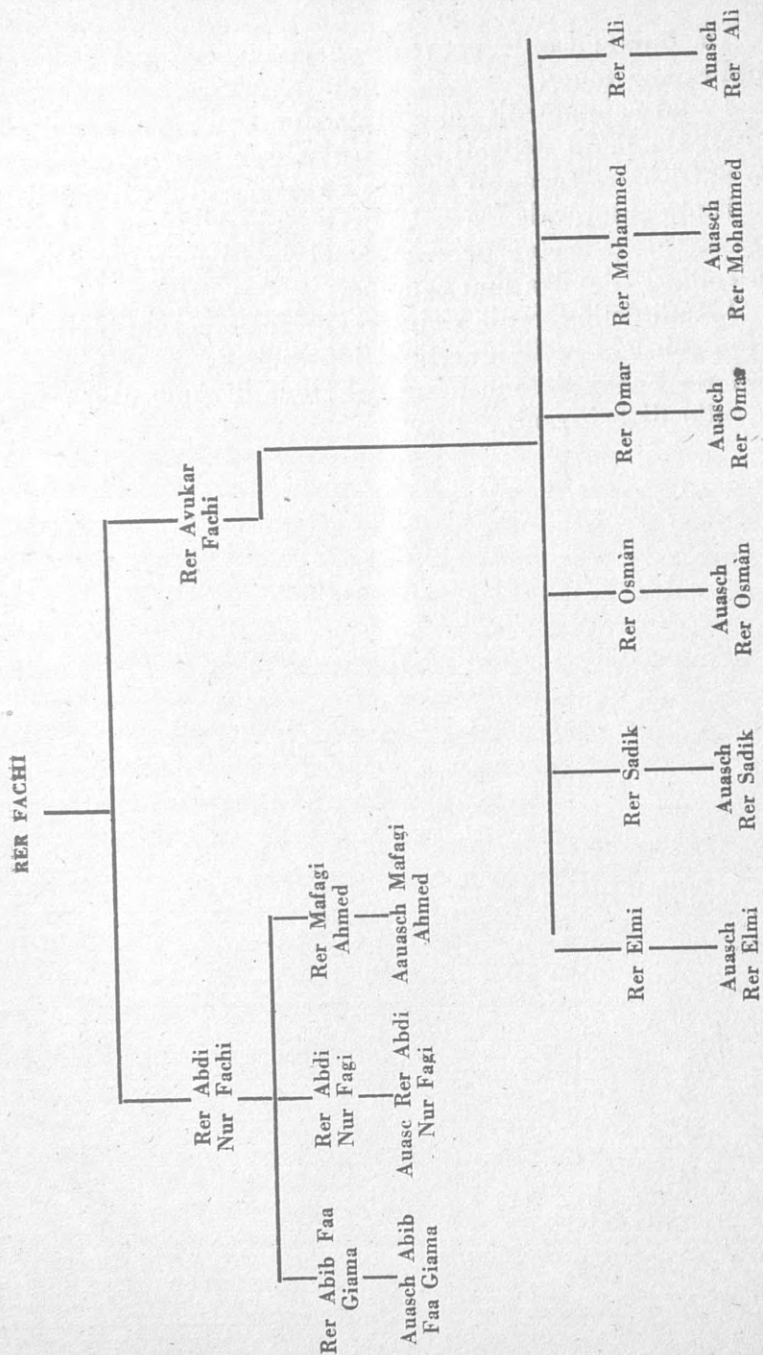 RER FACHI
Rer Abdi
Nur Fachi
Rer Avukar
Fachi
Rer Abib Faa
Giama
Rer Abdi
Nur Fagi
Rer Mafagi
Ahmed
Auasch Abib
Faa Giama
Auasc Rer Abdi
Nur Fagi
Aauasch Mafagi
Ahmed
Rer Elmi
Rer Sadik
Rer Osman
Rer Omar
Rer Mohammed
Rer Ali
Auasch
Rer Elmi
Auasch
Rer Sadik
Auasch
Rer Osmàn
Auasch
Rer Omar
Auasch
Rer Mohammed
Auasch
Rer Ali